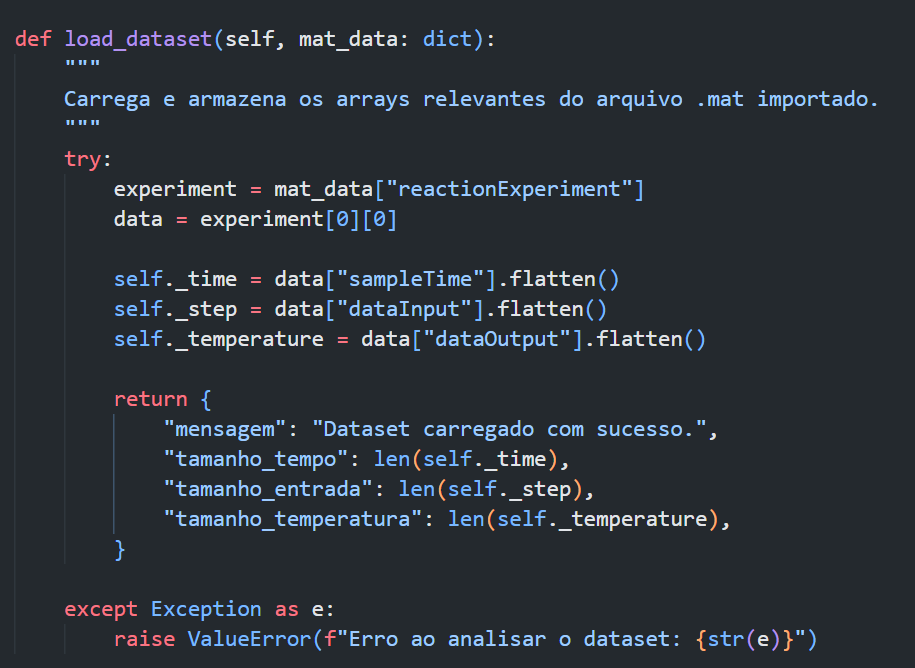 def load_dataset(self, mat_data: dict):
    """
    Carrega e armazena os arrays relevantes do arquivo .mat importado.
    """
    try:
        experiment = mat_data["reactionExperiment"]
        data = experiment[0][0]

        self._time = data["sampleTime"].flatten()
        self._step = data["dataInput"].flatten()
        self._temperature = data["dataOutput"].flatten()

        return {
            "mensagem": "Dataset carregado com sucesso.",
            "tamanho_tempo": len(self._time),
            "tamanho_entrada": len(self._step),
            "tamanho_temperatura": len(self._temperature),
        }

    except Exception as e:
        raise ValueError(f"Erro ao analisar o dataset: {str(e)}")